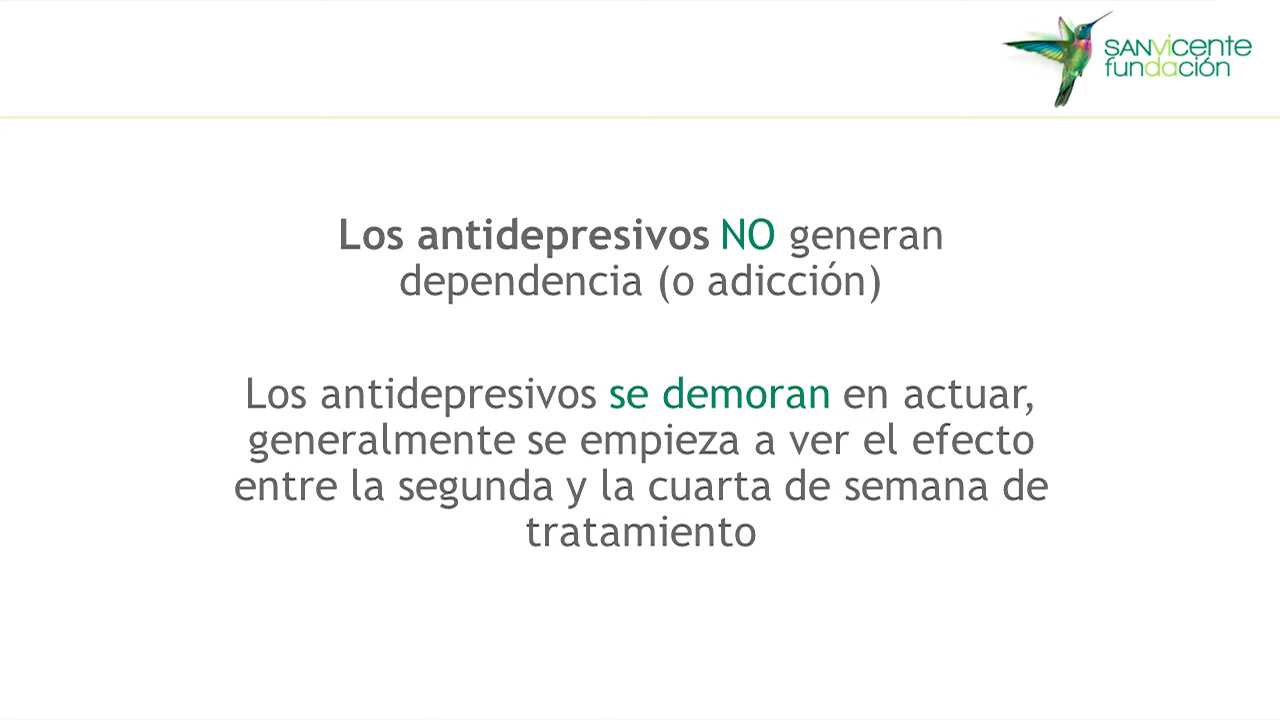 SANvicente
fundación
Los antidepresivos NO generan
dependencia (o adicción)
Los antidepresivos se demoran en actuar,
generalmente se empieza a ver el efecto
entre la segunda y la cuarta de semana de
tratamiento